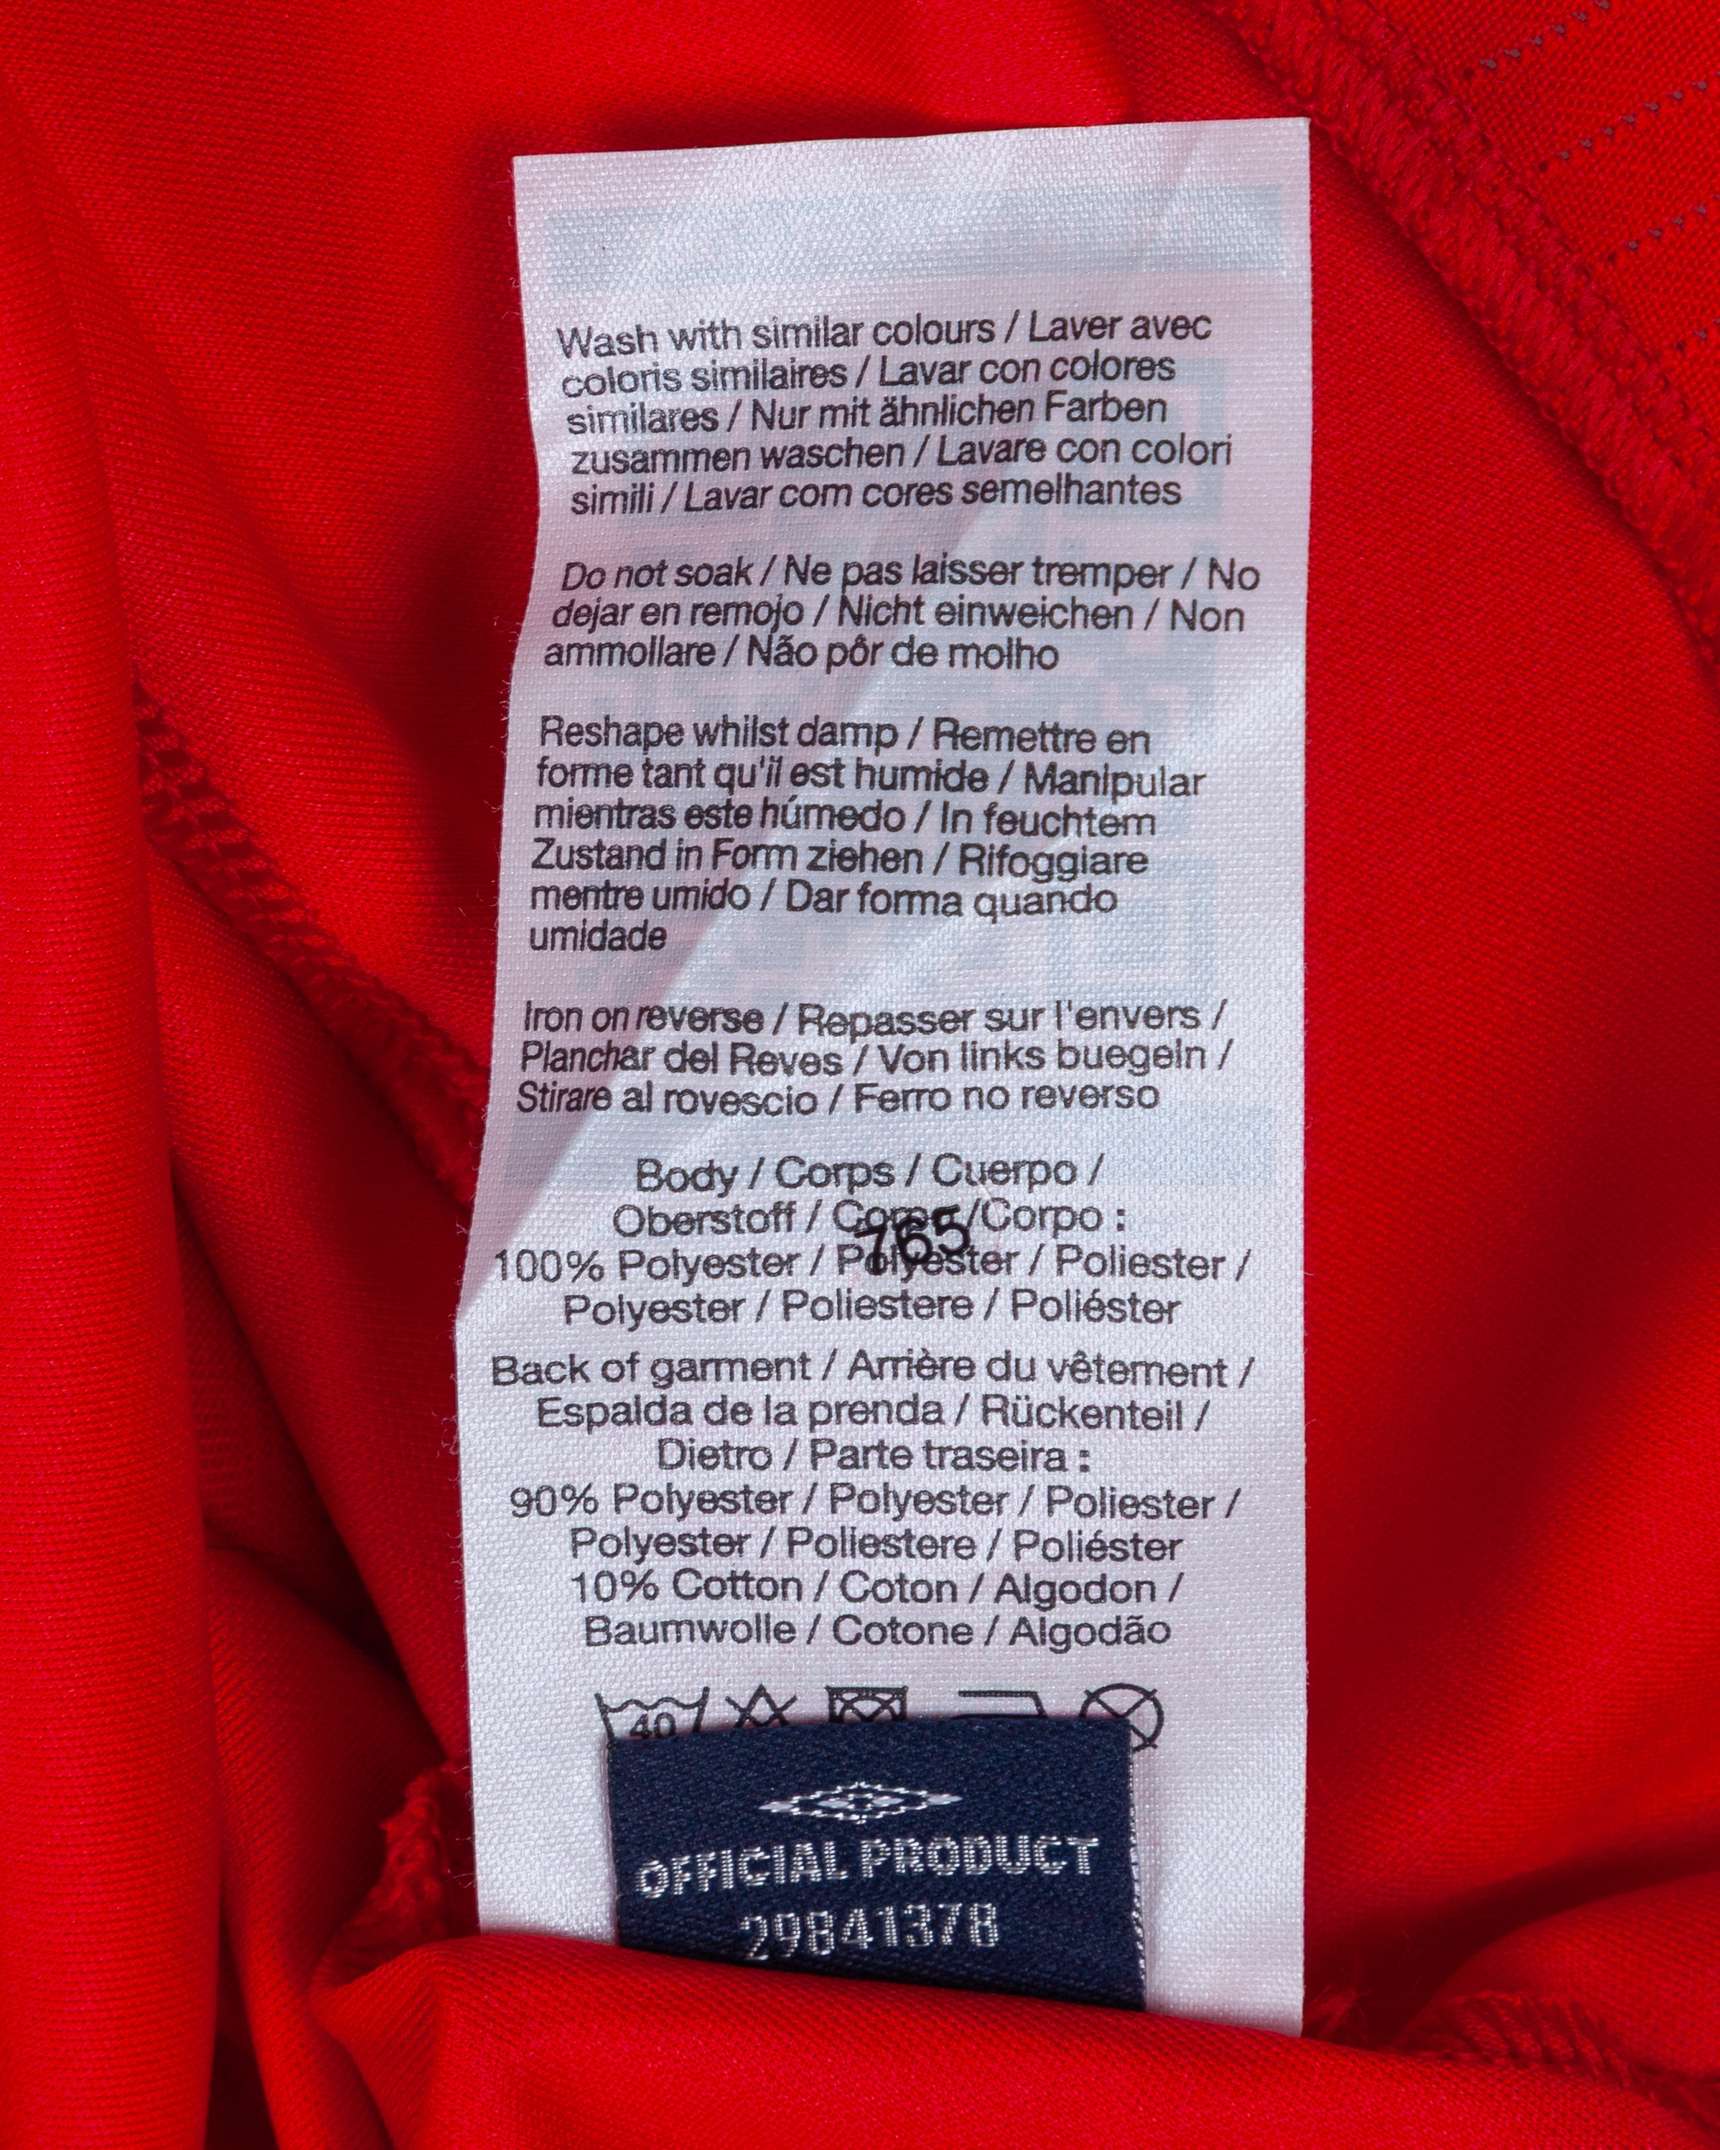 Wash with similar colours / Laver avec
coloris similaires / Lavar con colores
similares / Nur mit ähnlichen Farben
zusammen waschen / Lavare con colori
simili / Lavar com cores semelhantes
Do not soak / Ne pas laisser tremper / No
dejar en remojo / Nicht einweichen / Non
ammollare / Não pôr de molho
Reshape whilst damp / Remettre en
forme tant qu'il est humide / Manipular
mientras este húmedo / In feuchtem
Zustand in Form ziehen / Rifoggiare
mentre umido / Dar forma quando
umidade
Iron on reverse / Repasser sur l'envers /
Planchar del Reves / Von links buegeln /
Stirare al rovescio / Ferro no reverso
Body / Corps / Cuerpo /
Oberstoff / Corpo /Corpo :
765
100% Polyester / Polyester / Poliester /
Polyester / Poliestere / Poliéster
Back of garment / Arrière du vêtement /
Espalda de la prenda / Rückenteil /
Dietro / Parte traseira :
90% Polyester / Polyester / Poliester /
Polyester / Poliestere / Poliéster
10% Cotton / Coton / Algodon /
Baumwolle / Cotone / Algodão
40
OFFICIAL PRODUCT
29841378